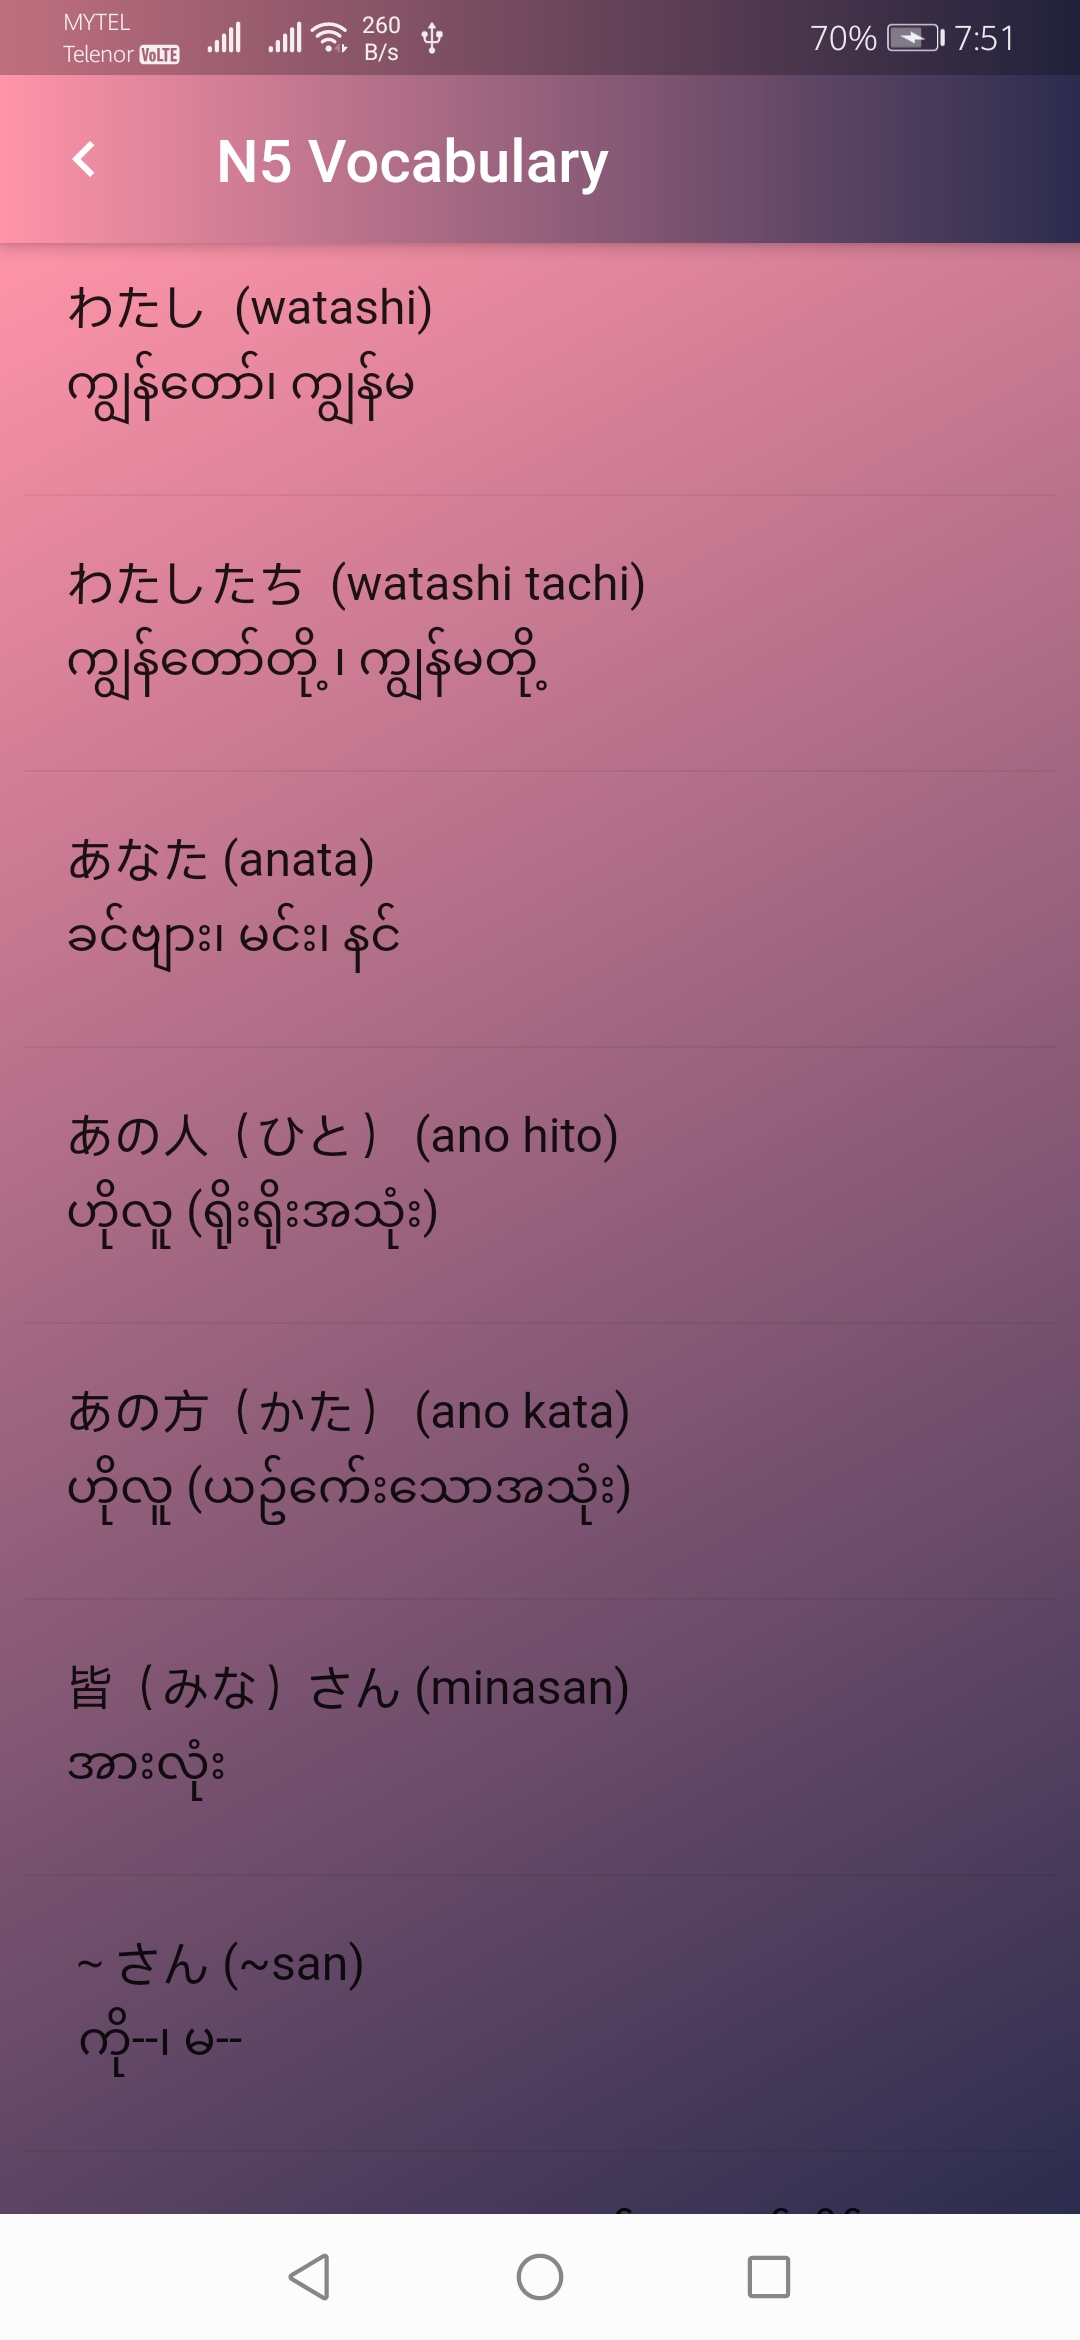 MYTEL
Telenor VoLTE
260
B/s
70%
7:51
N5 Vocabulary
わたし (watashi)
ကျွန်တော်၊ ကျွန်မ
わたしたち (watashi tachi)
ကျွန်တော်တို့၊ ကျွန်မတို့
あなた (anata)
ခင်ဗျား၊ မင်း၊ နင်
あの人（ひと） (ano hito)
ဟိုလူ (ရိုးရိုးအသုံး)
あの方（かた） (ano kata)
ဟိုလူ (ယဥ်ကျေးသောအသုံး)
皆（みな）さん (minasan)
အားလုံး
~ さん (~san)
ကို--၊ မ--